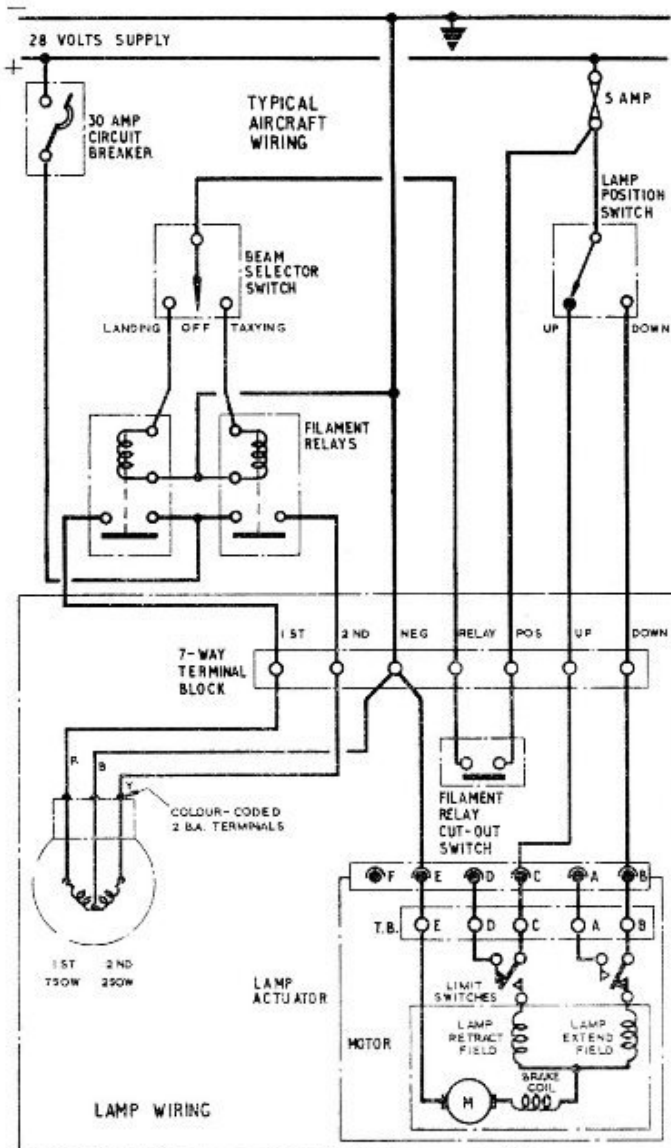 28 VOLTS SUPPLY
30 AMP
CIRCUIT
BREAKER
TYPICAL
AIRCRAFT
WIRING
5 AMP
LAMP
POSITION
SWITCH
BEAM
SELECTOR
SWITCH
LANDING OFF TAXYING
UP DOWN
FILAMENT
RELAYS
1ST 2ND NEG RELAY POS UP DOWN
7-WAY
TERMINAL
BLOCK
R B Y
COLOUR-CODED
2 B.A. TERMINALS
FILAMENT
RELAY
CUT-OUT
SWITCH
F E D C A B
T.B. E D C A B
1ST 2ND
750W 250W
LAMP
ACTUATOR
LIMIT
SWITCHES
MOTOR
LAMP
RETRACT
FIELD
LAMP
EXTEND
FIELD
BRAKE
COIL
M
LAMP WIRING